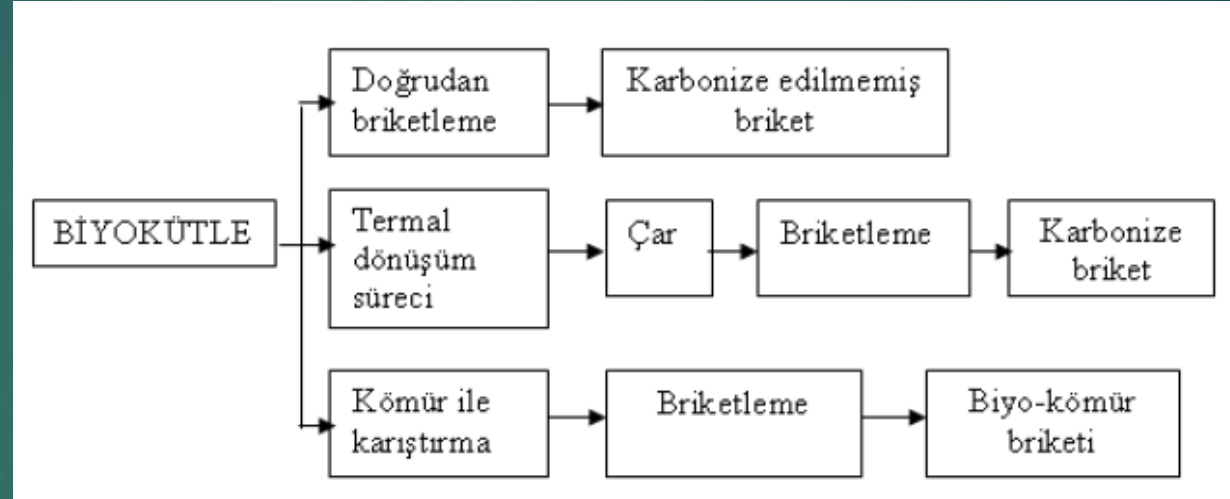 Doğrudan
briketleme
Karbonize edilmemiş
briket
BİYOKÜTLE
Termal
dönüşüm
süreci
Çar
Briketleme
Karbonize
briket
Kömür ile
karıştırma
Briketleme
Biyo-kömür
briketi